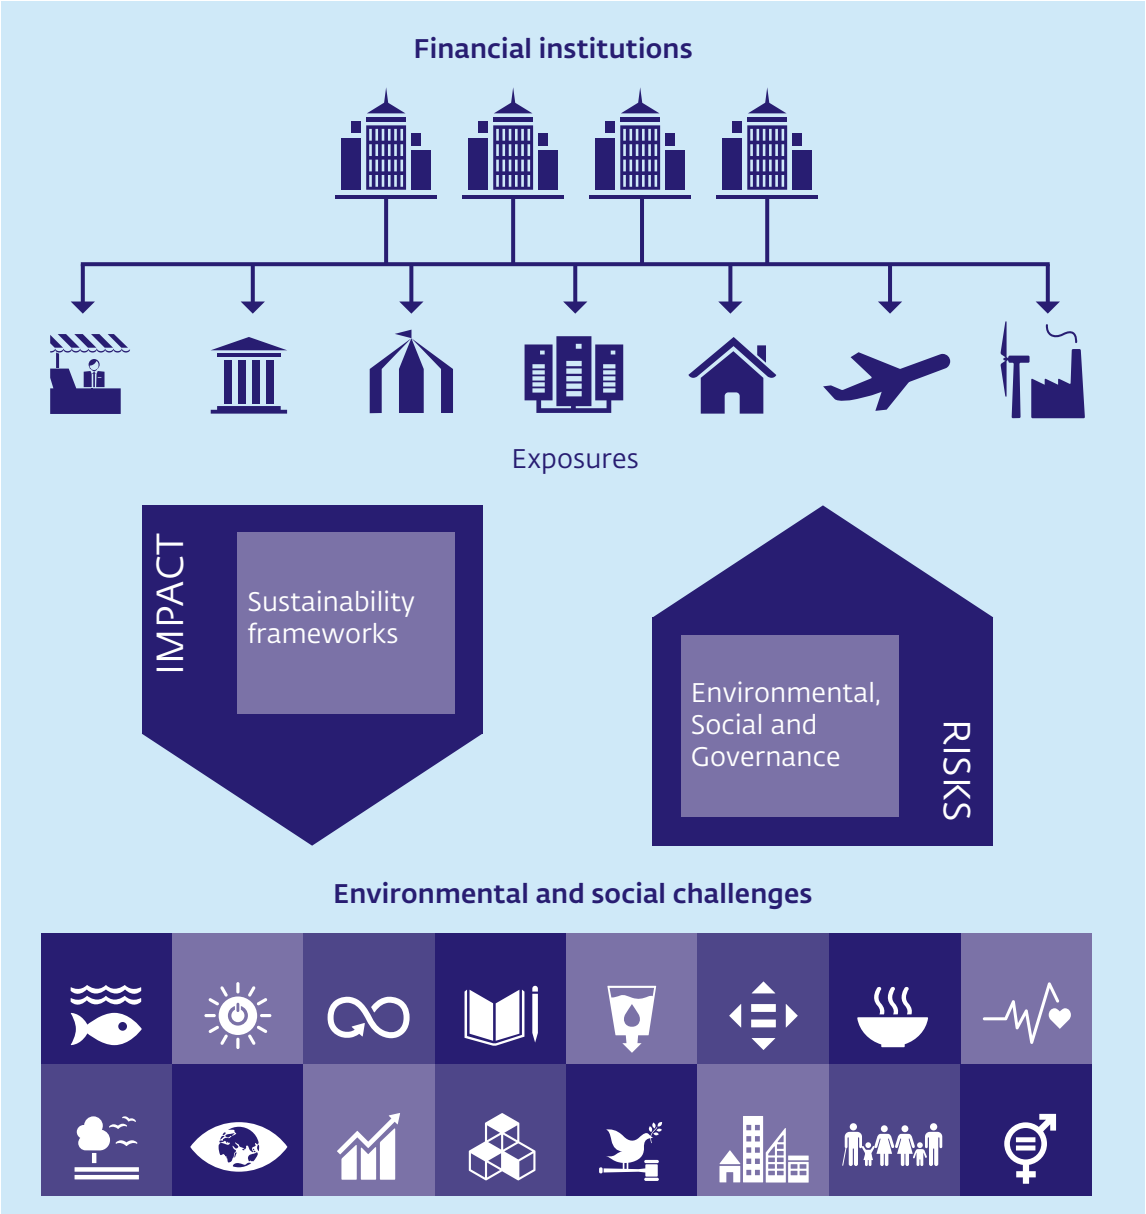 Financial institutions
Exposures
IMPACT
Sustainability
frameworks
Environmental,
Social and
Governance
RISKS
Environmental and social challenges